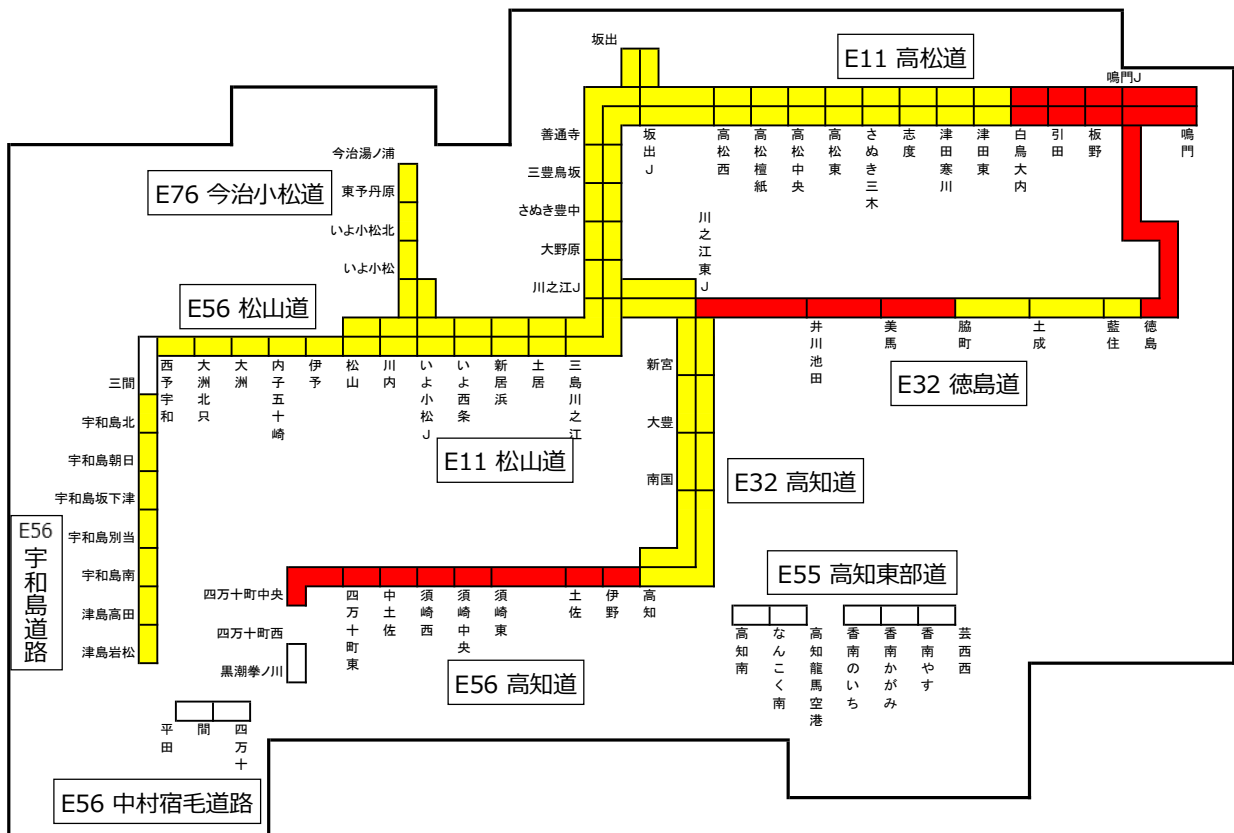 坂出
E11 高松道
鳴門J
善通寺
三豊鳥坂
さぬき豊中
大野原
川之江J
坂出J
高松西
高松檀紙
高松中央
高松東
さぬき三木
志度
津田寒川
津田東
白鳥大内
引田
板野
鳴門
今治湯ノ浦
東予丹原
いよ小松北
いよ小松
E76 今治小松道
川之江東J
E56 松山道
井川池田
美馬
脇町
土成
藍住
徳島
E32 徳島道
三間
西予宇和
大洲北只
大洲
内子五十崎
伊予
松山
川内
いよ小松J
いよ西条
新居浜
土居
三島川之江
新宮
大豊
南国
E11 松山道
E32 高知道
宇和島北
宇和島朝日
宇和島坂下津
宇和島別当
宇和島南
津島高田
津島岩松
E56
宇和島道路
四万十町中央
四万十町西
黒潮拳ノ川
四万十町東
中土佐
須崎西
須崎中央
須崎東
土佐
伊野
高知
E56 高知道
E55 高知東部道
高知南
なんこく南
高知龍馬空港
香南のいち
香南かがみ
香南やす
芸西西
平田
間
四万十
E56 中村宿毛道路